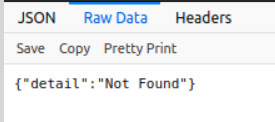 JSON Raw Data Headers
Save Copy Pretty Print
{"detail":"Not Found"}